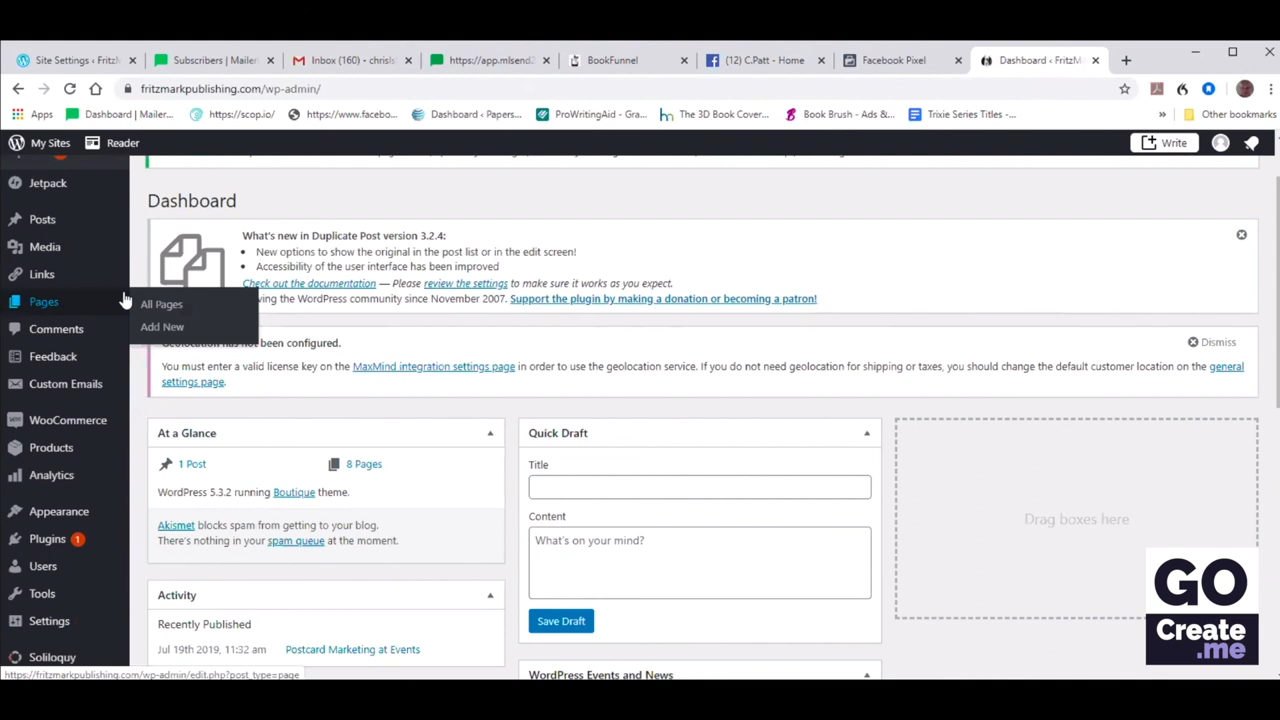 Site Settings ‹ FritzM
Subscribers | Mailerl
Inbox (160) - chrisls
https://app.mlsend2
BookFunnel
(12) C.Patt - Home
Facebook Pixel
Dashboard ‹ FritzM
fritzmarkpublishing.com/wp-admin/
Apps
Dashboard | Mailer...
https://scop.io/
https://www.facebo...
Dashboard ‹ Papers...
ProWritingAid - Gra...
The 3D Book Cover...
Book Brush - Ads &...
Trixie Series Titles -...
Other bookmarks
My Sites
Reader
Write
Jetpack
Posts
Media
Links
Pages
All Pages
Add New
Comments
Feedback
Custom Emails
WooCommerce
Products
Analytics
Appearance
Plugins 1
Users
Tools
Settings
Soliloquy
Dashboard
What's new in Duplicate Post version 3.2.4:
New options to show the original in the post list or in the edit screen!
Accessibility of the user interface has been improved
Check out the documentation — Please review the settings to make sure it works as you expect.
ving the WordPress community since November 2007. Support the plugin by making a donation or becoming a patron!
Geolocation has not been configured.
Dismiss
You must enter a valid license key on the MaxMind integration settings page in order to use the geolocation service. If you do not need geolocation for shipping or taxes, you should change the default customer location on the general
settings page.
At a Glance
1 Post
8 Pages
WordPress 5.3.2 running Boutique theme.
Akismet blocks spam from getting to your blog.
There's nothing in your spam queue at the moment.
Activity
Recently Published
Jul 19th 2019, 11:32 am
Postcard Marketing at Events
Quick Draft
Title
Content
What's on your mind?
Save Draft
WordPress Events and News
Drag boxes here
GO
Create
.me
https://fritzmarkpublishing.com/wp-admin/edit.php?post_type=page